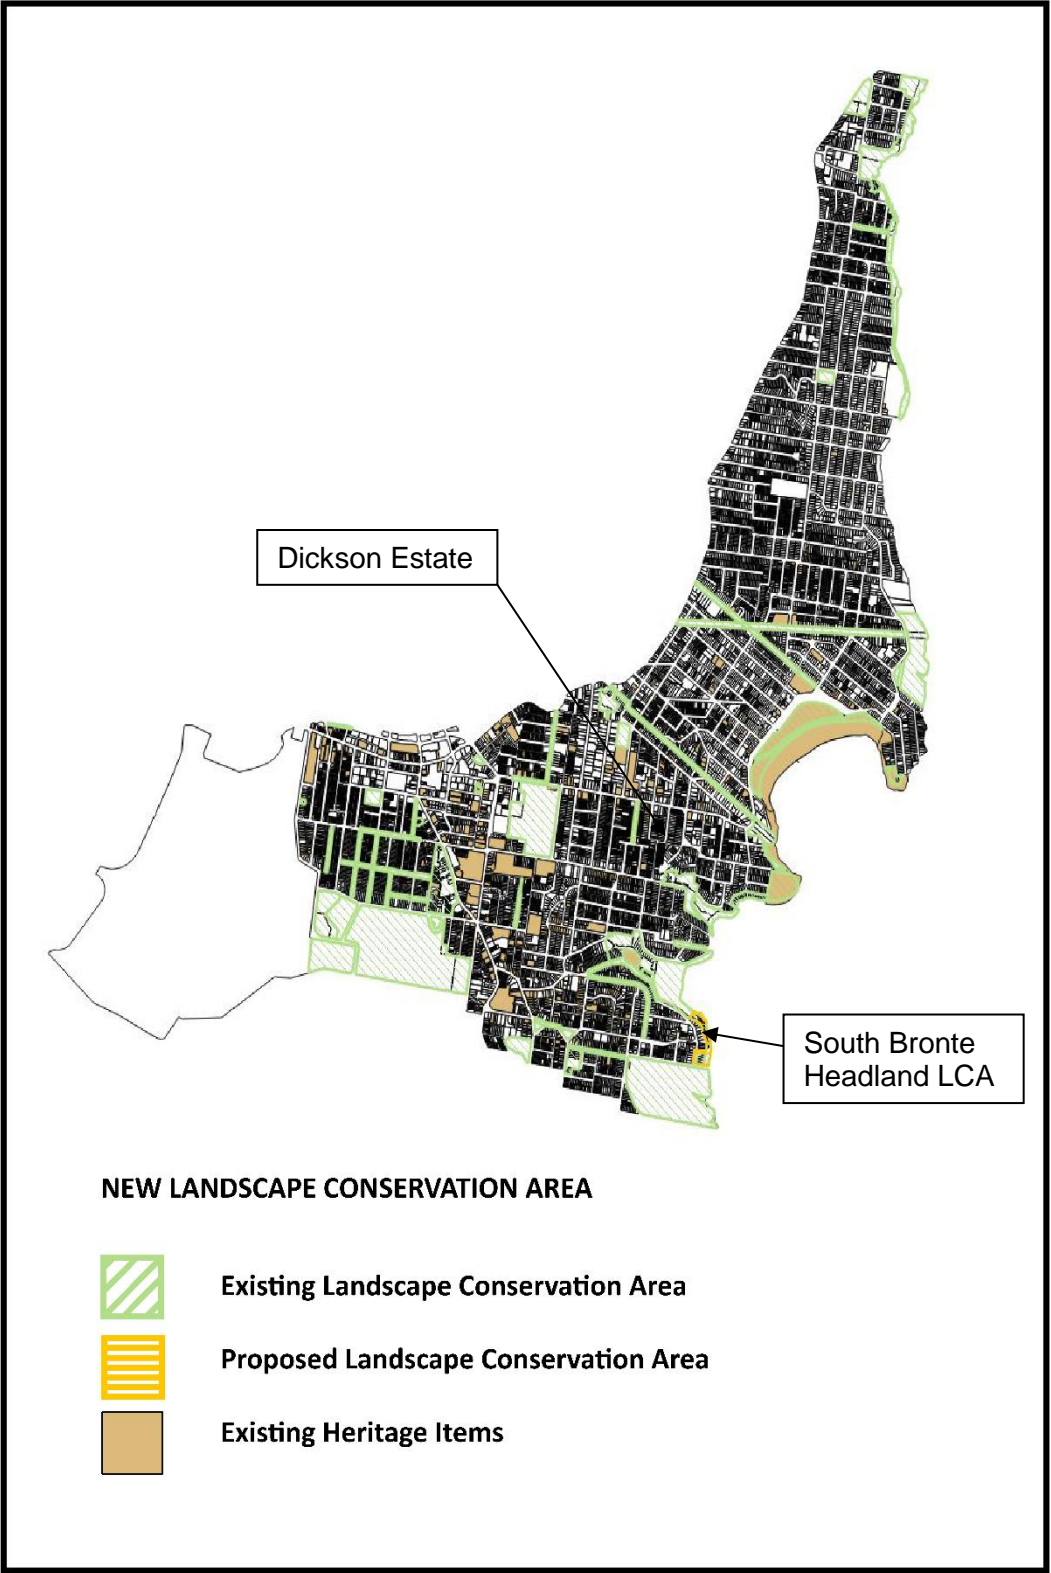 Dickson Estate
South Bronte
Headland LCA
NEW LANDSCAPE CONSERVATION AREA
Existing Landscape Conservation Area
Proposed Landscape Conservation Area
Existing Heritage Items